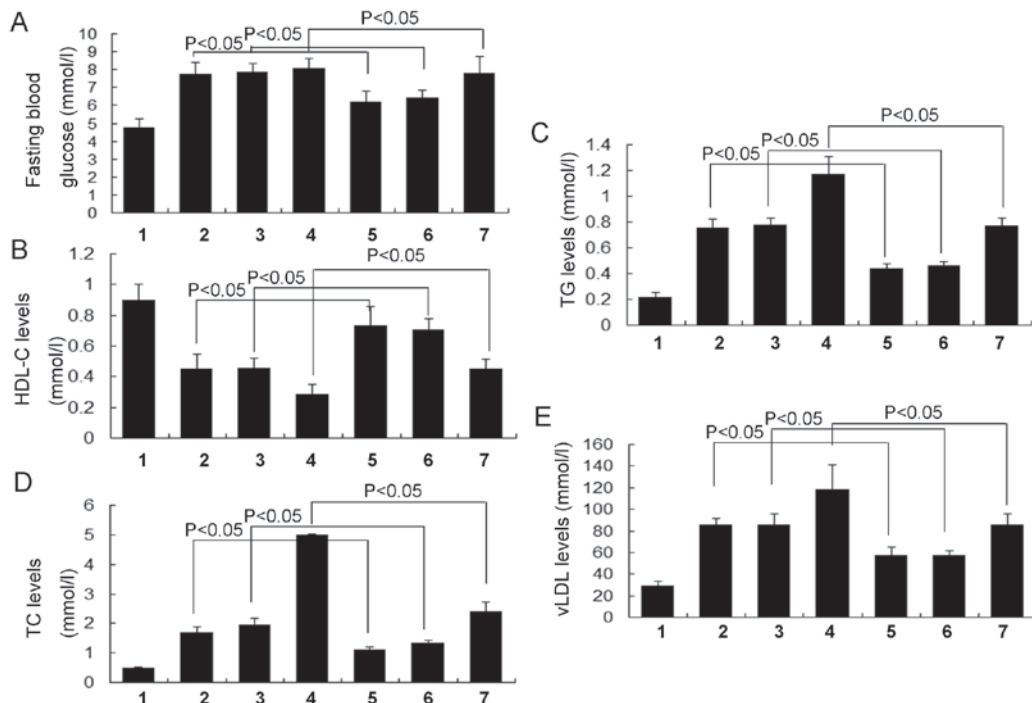 A
P<0.05
P<0.05
P<0.05
Fasting blood
glucose (mmol/l)
10
9
8
7
6
5
4
3
2
1
0
1 2 3 4 5 6 7
B
P<0.05
P<0.05
P<0.05
HDL-C levels
(mmol/l)
1.2
1
0.8
0.6
0.4
0.2
0
1 2 3 4 5 6 7
D
P<0.05
P<0.05
P<0.05
TC levels
(mmol/l)
6
5
4
3
2
1
0
1 2 3 4 5 6 7
C
P<0.05
P<0.05
P<0.05
TG levels (mmol/l)
1.4
1.2
1.0
0.8
0.6
0.4
0.2
0
1 2 3 4 5 6 7
E
P<0.05
P<0.05
P<0.05
vLDL levels (mmol/l)
160
140
120
100
80
60
40
20
0
1 2 3 4 5 6 7